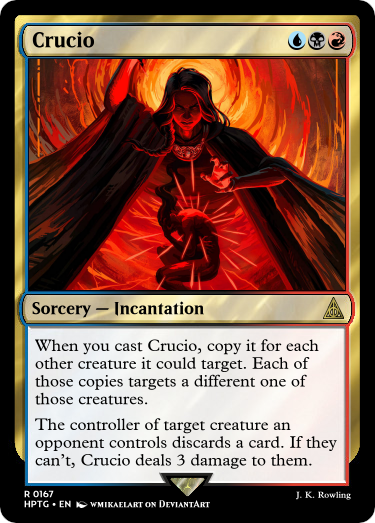 Crucio
Sorcery — Incantation
When you cast Crucio, copy it for each
other creature it could target. Each of
those copies targets a different one of
those creatures.
The controller of target creature an
opponent controls discards a card. If they
can't, Crucio deals 3 damage to them.
R 0167
J. K. Rowling
HPTG • EN WMIKAELART ON DEVIANTART